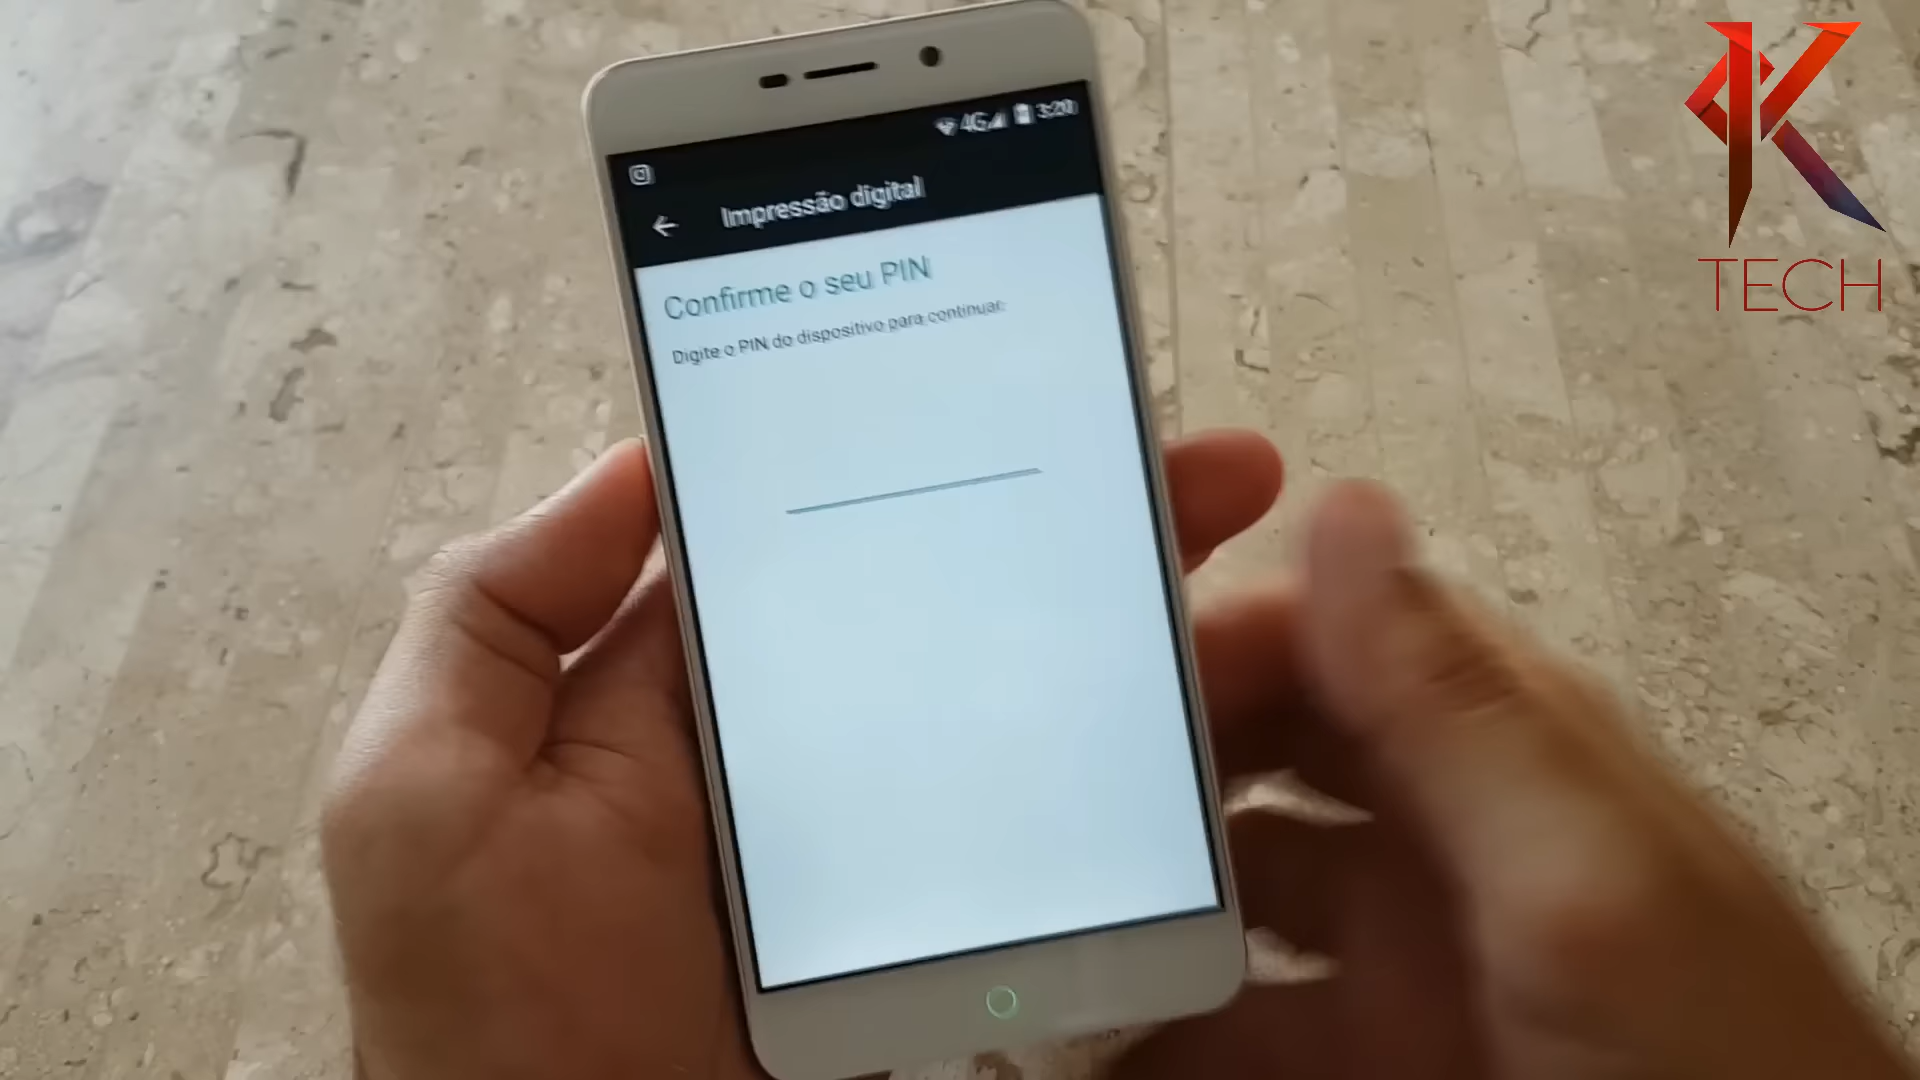 4G 3:20
Impressão digital
Confirme o seu PIN
Digite o PIN do dispositivo para continuar.
K
TECH